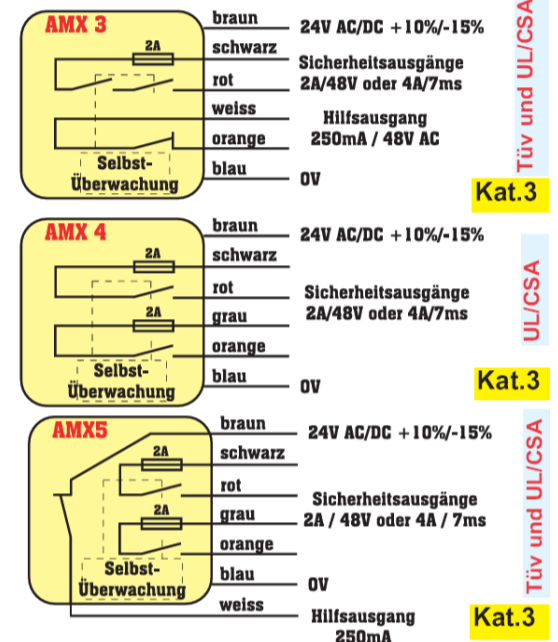 AMX 3
braun
24V AC/DC +10%/-15%
2A
schwarz
Sicherheitsausgänge
rot
2A/48V oder 4A/7ms
weiss
Hilfsausgang
orange
250mA / 48V AC
Selbst-
Überwachung
blau
0V
Tüv und UL/CSA
Kat.3
AMX 4
braun
24V AC/DC +10%/-15%
2A
schwarz
rot
Sicherheitsausgänge
2A
grau
2A/48V oder 4A/7ms
orange
Selbst-
Überwachung
blau
0V
UL/CSA
Kat.3
AMX5
braun
24V AC/DC +10%/-15%
2A
schwarz
rot
Sicherheitsausgänge
2A
grau
2A / 48V oder 4A / 7ms
orange
Selbst-
Überwachung
blau
0V
weiss
Hilfsausgang
250mA
Tüv und UL/CSA
Kat.3